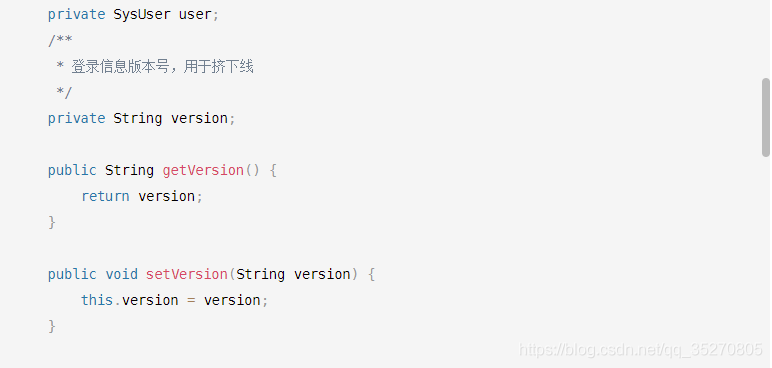 private SysUser user;
/**
 * 登录信息版本号，用于挤下线
 */
private String version;

public String getVersion() {
    return version;
}

public void setVersion(String version) {
    this.version = version;
}
https://blog.csdn.net/qq_35270805